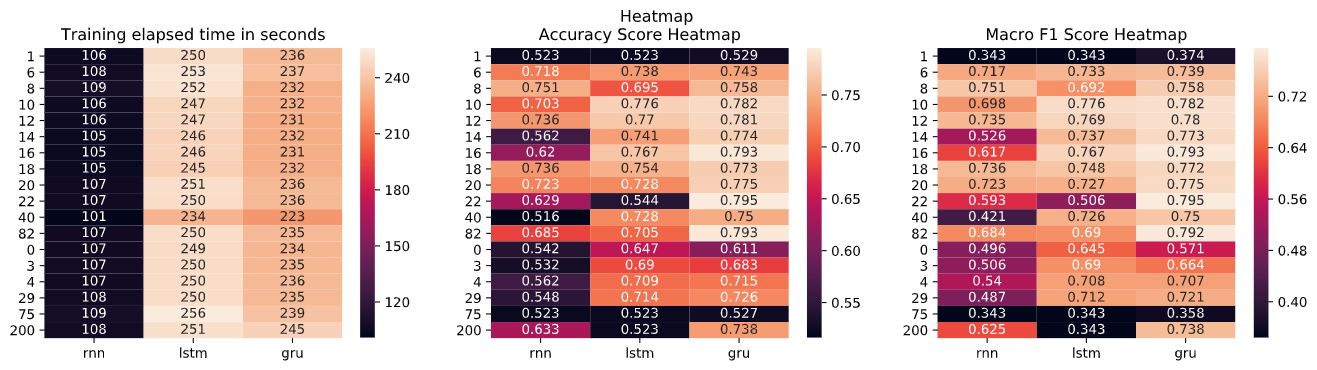 Heatmap
Training elapsed time in seconds
1 106 250 236
6 108 253 237
8 109 252 232
10 106 247 232
12 106 247 231
14 105 246 232
16 105 246 231
18 105 245 232
20 107 251 236
22 107 250 236
40 101 234 223
82 107 250 235
0 107 249 234
3 107 250 235
4 107 250 236
29 108 250 235
75 109 256 239
200 108 251 245
rnn lstm gru
240
210
180
150
120
Accuracy Score Heatmap
1 0.523 0.523 0.529
6 0.718 0.738 0.743
8 0.751 0.695 0.758
10 0.703 0.776 0.782
12 0.736 0.77 0.781
14 0.562 0.741 0.774
16 0.62 0.767 0.793
18 0.736 0.754 0.773
20 0.723 0.728 0.775
22 0.629 0.544 0.795
40 0.516 0.728 0.75
82 0.685 0.705 0.793
0 0.542 0.647 0.611
3 0.532 0.69 0.683
4 0.562 0.709 0.715
29 0.548 0.714 0.726
75 0.523 0.523 0.527
200 0.633 0.523 0.738
rnn lstm gru
0.75
0.70
0.65
0.60
0.55
Macro F1 Score Heatmap
1 0.343 0.343 0.374
6 0.717 0.733 0.739
8 0.751 0.692 0.758
10 0.698 0.776 0.782
12 0.735 0.769 0.78
14 0.526 0.737 0.773
16 0.617 0.767 0.793
18 0.736 0.748 0.772
20 0.723 0.727 0.775
22 0.593 0.506 0.795
40 0.421 0.726 0.75
82 0.684 0.69 0.792
0 0.496 0.645 0.571
3 0.506 0.69 0.664
4 0.54 0.708 0.707
29 0.487 0.712 0.721
75 0.343 0.343 0.358
200 0.625 0.343 0.738
rnn lstm gru
0.72
0.64
0.56
0.48
0.40